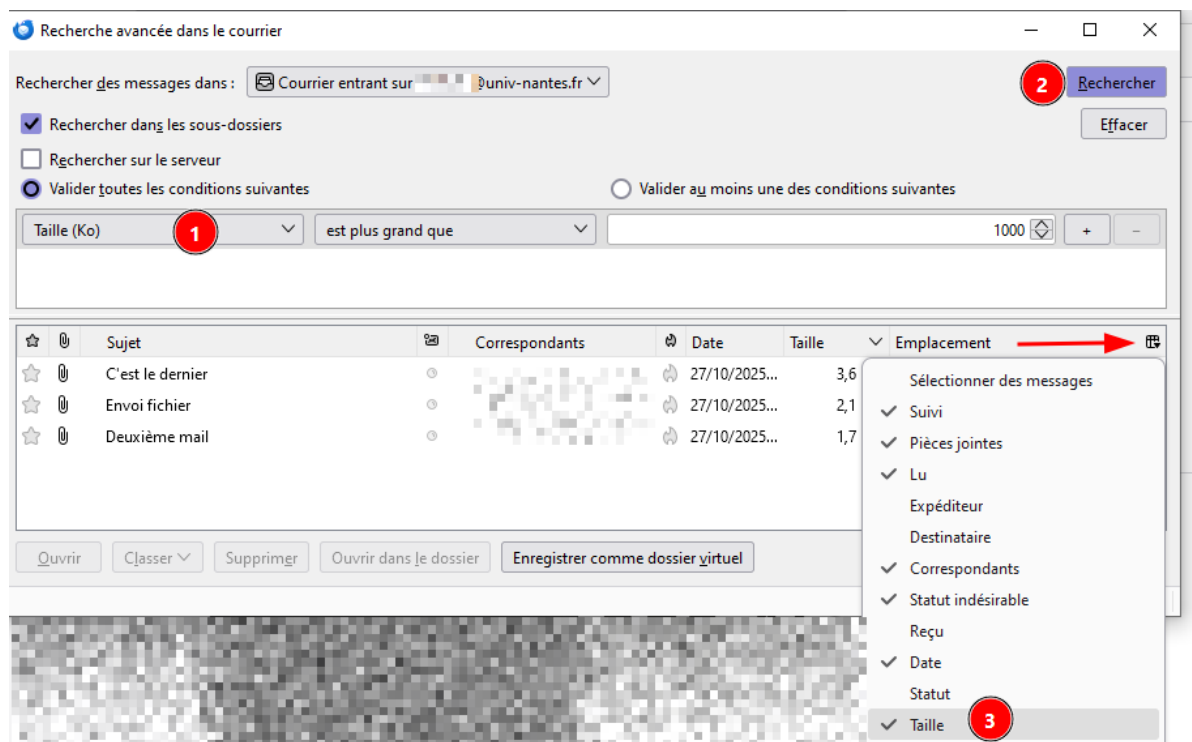 Recherche avancée dans le courrier
Rechercher des messages dans : Courrier entrant sur @univ-nantes.fr
2
Rechercher
Rechercher dans les sous-dossiers
Effacer
Rechercher sur le serveur
Valider toutes les conditions suivantes
Valider au moins une des conditions suivantes
Taille (Ko)
1
est plus grand que
1000
+
−
Sujet Correspondants Date Taille Emplacement
C'est le dernier 27/10/2025... 3,6
Envoi fichier 27/10/2025... 2,1
Deuxième mail 27/10/2025... 1,7
Sélectionner des messages
Suivi
Pièces jointes
Lu
Expéditeur
Destinataire
Correspondants
Statut indésirable
Reçu
Date
Statut
Taille
3
Ouvrir Classer Supprimer Ouvrir dans le dossier Enregistrer comme dossier virtuel